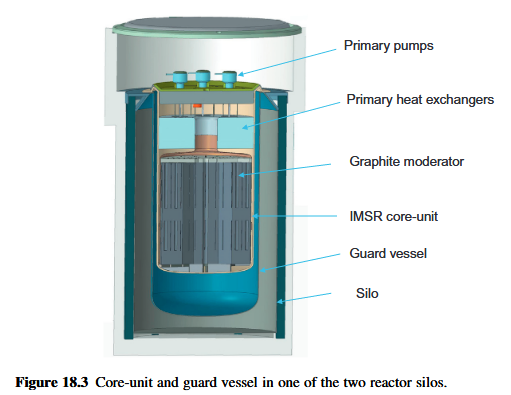 Primary pumps
Primary heat exchangers
Graphite moderator
IMSR core-unit
Guard vessel
Silo
Figure 18.3 Core-unit and guard vessel in one of the two reactor silos.